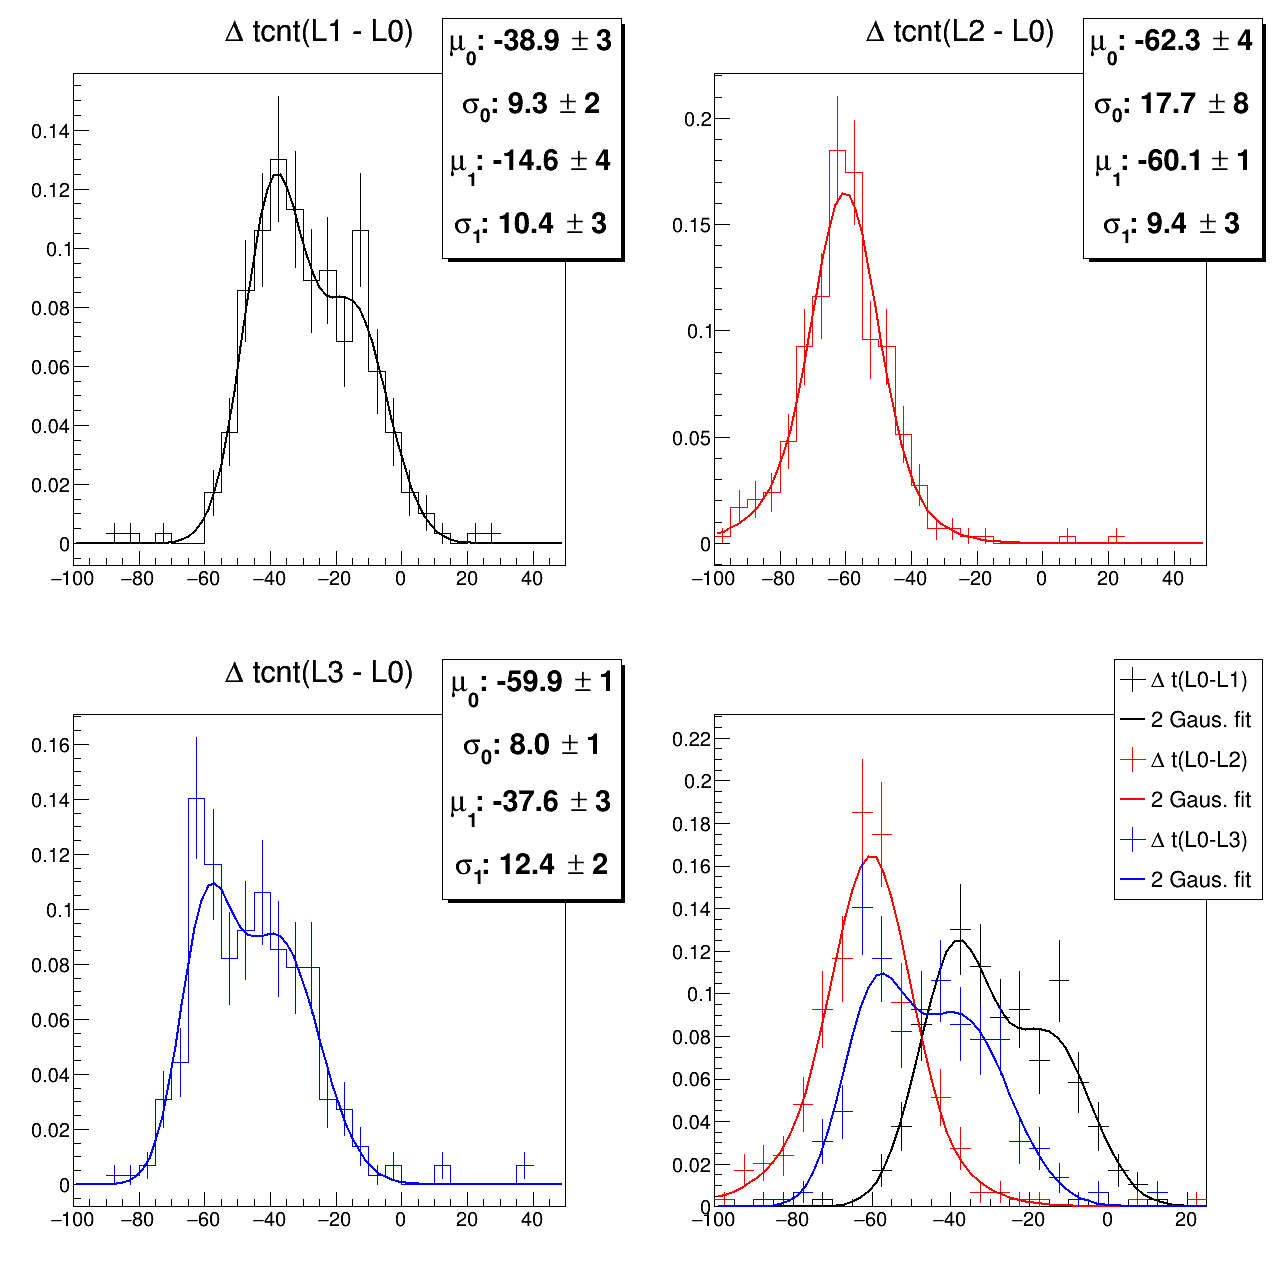 Δ tcnt(L1 - L0)
μ0: -38.9 ± 3
σ0: 9.3 ± 2
μ1: -14.6 ± 4
σ1: 10.4 ± 3
0.14
0.12
0.1
0.08
0.06
0.04
0.02
0
−100 −80 −60 −40 −20 0 20 40
Δ tcnt(L2 - L0)
μ0: -62.3 ± 4
σ0: 17.7 ± 8
μ1: -60.1 ± 1
σ1: 9.4 ± 3
0.2
0.15
0.1
0.05
0
−100 −80 −60 −40 −20 0 20 40
Δ tcnt(L3 - L0)
μ0: -59.9 ± 1
σ0: 8.0 ± 1
μ1: -37.6 ± 3
σ1: 12.4 ± 2
0.16
0.14
0.12
0.1
0.08
0.06
0.04
0.02
0
−100 −80 −60 −40 −20 0 20 40
Δ t(L0-L1)
2 Gaus. fit
Δ t(L0-L2)
2 Gaus. fit
Δ t(L0-L3)
2 Gaus. fit
0.22
0.2
0.18
0.16
0.14
0.12
0.1
0.08
0.06
0.04
0.02
0
−100 −80 −60 −40 −20 0 20